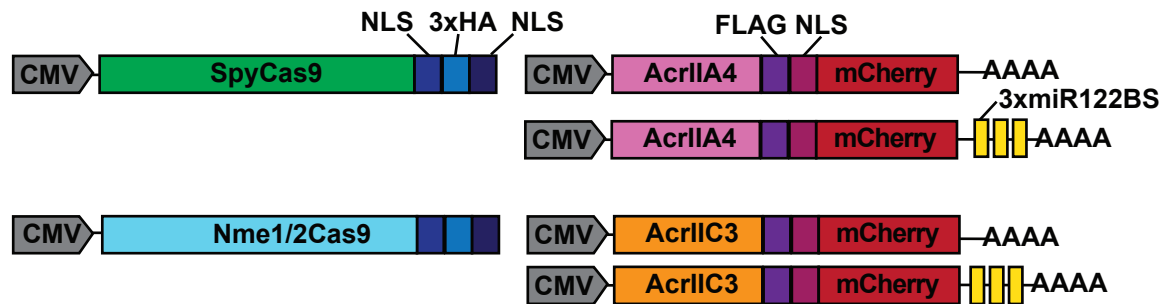 NLS 3xHA NLS FLAG NLS
CMV SpyCas9 CMV AcrIIA4 mCherry AAAA
3xmiR122BS
CMV AcrIIA4 mCherry AAAA
CMV Nme1/2Cas9 CMV AcrIIC3 mCherry AAAA
CMV AcrIIC3 mCherry AAAA